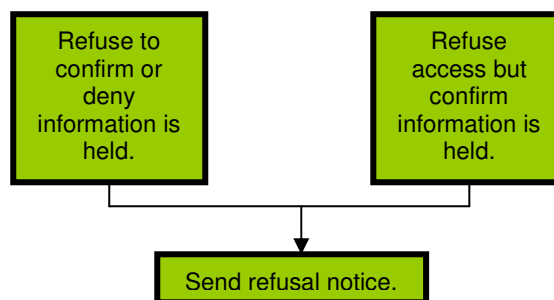 Refuse to
confirm or
deny
information is
held.
Refuse
access but
confirm
information is
held.
Send refusal notice.